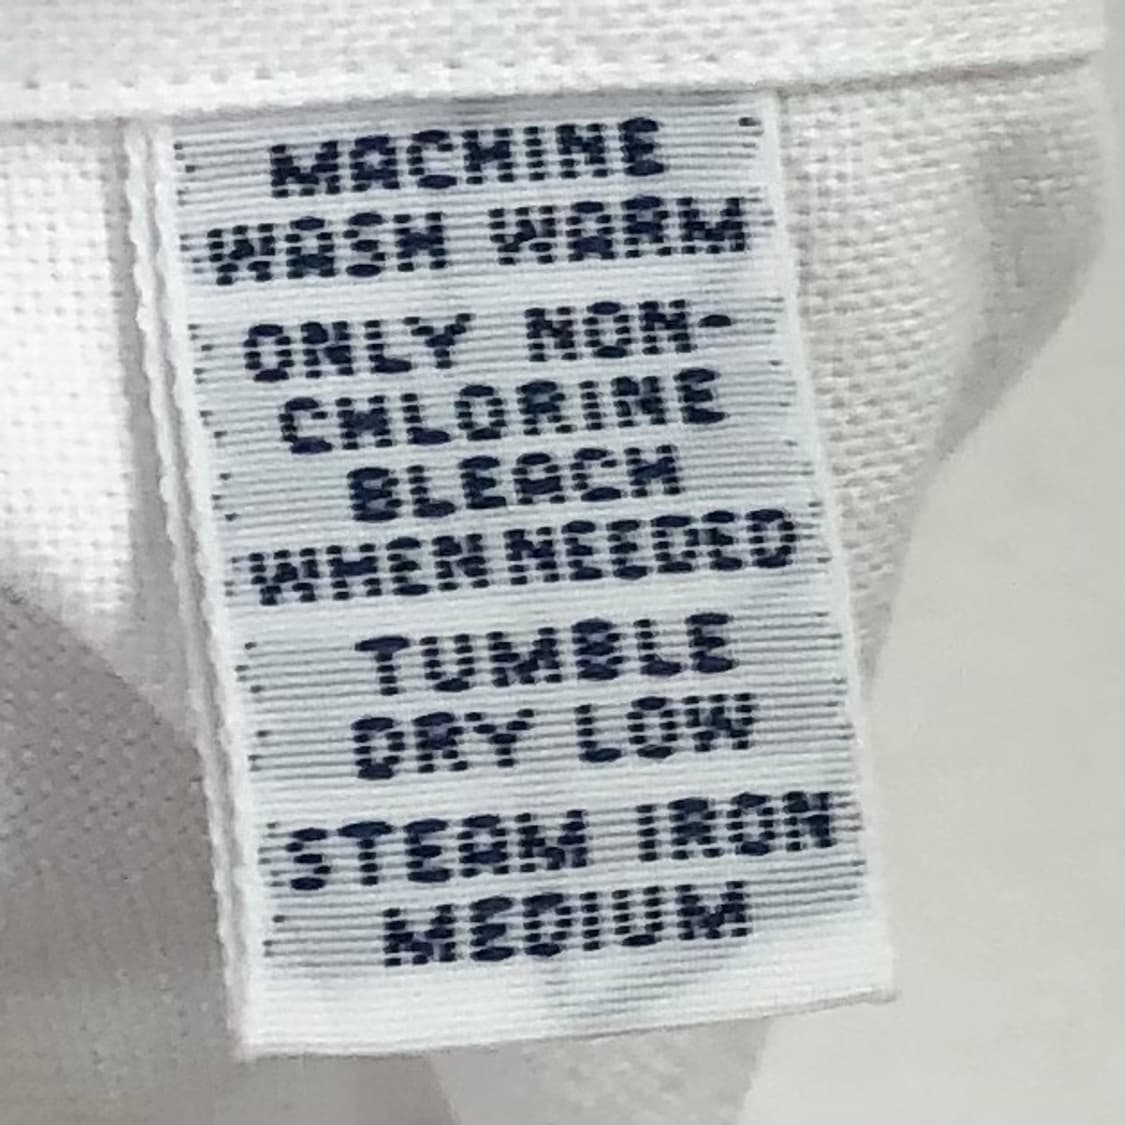 MACHINE
WASH WARM
ONLY NON-
CHLORINE
BLEACH
WHEN NEEDED
TUMBLE
DRY LOW
STEAM IRON
MEDIUM